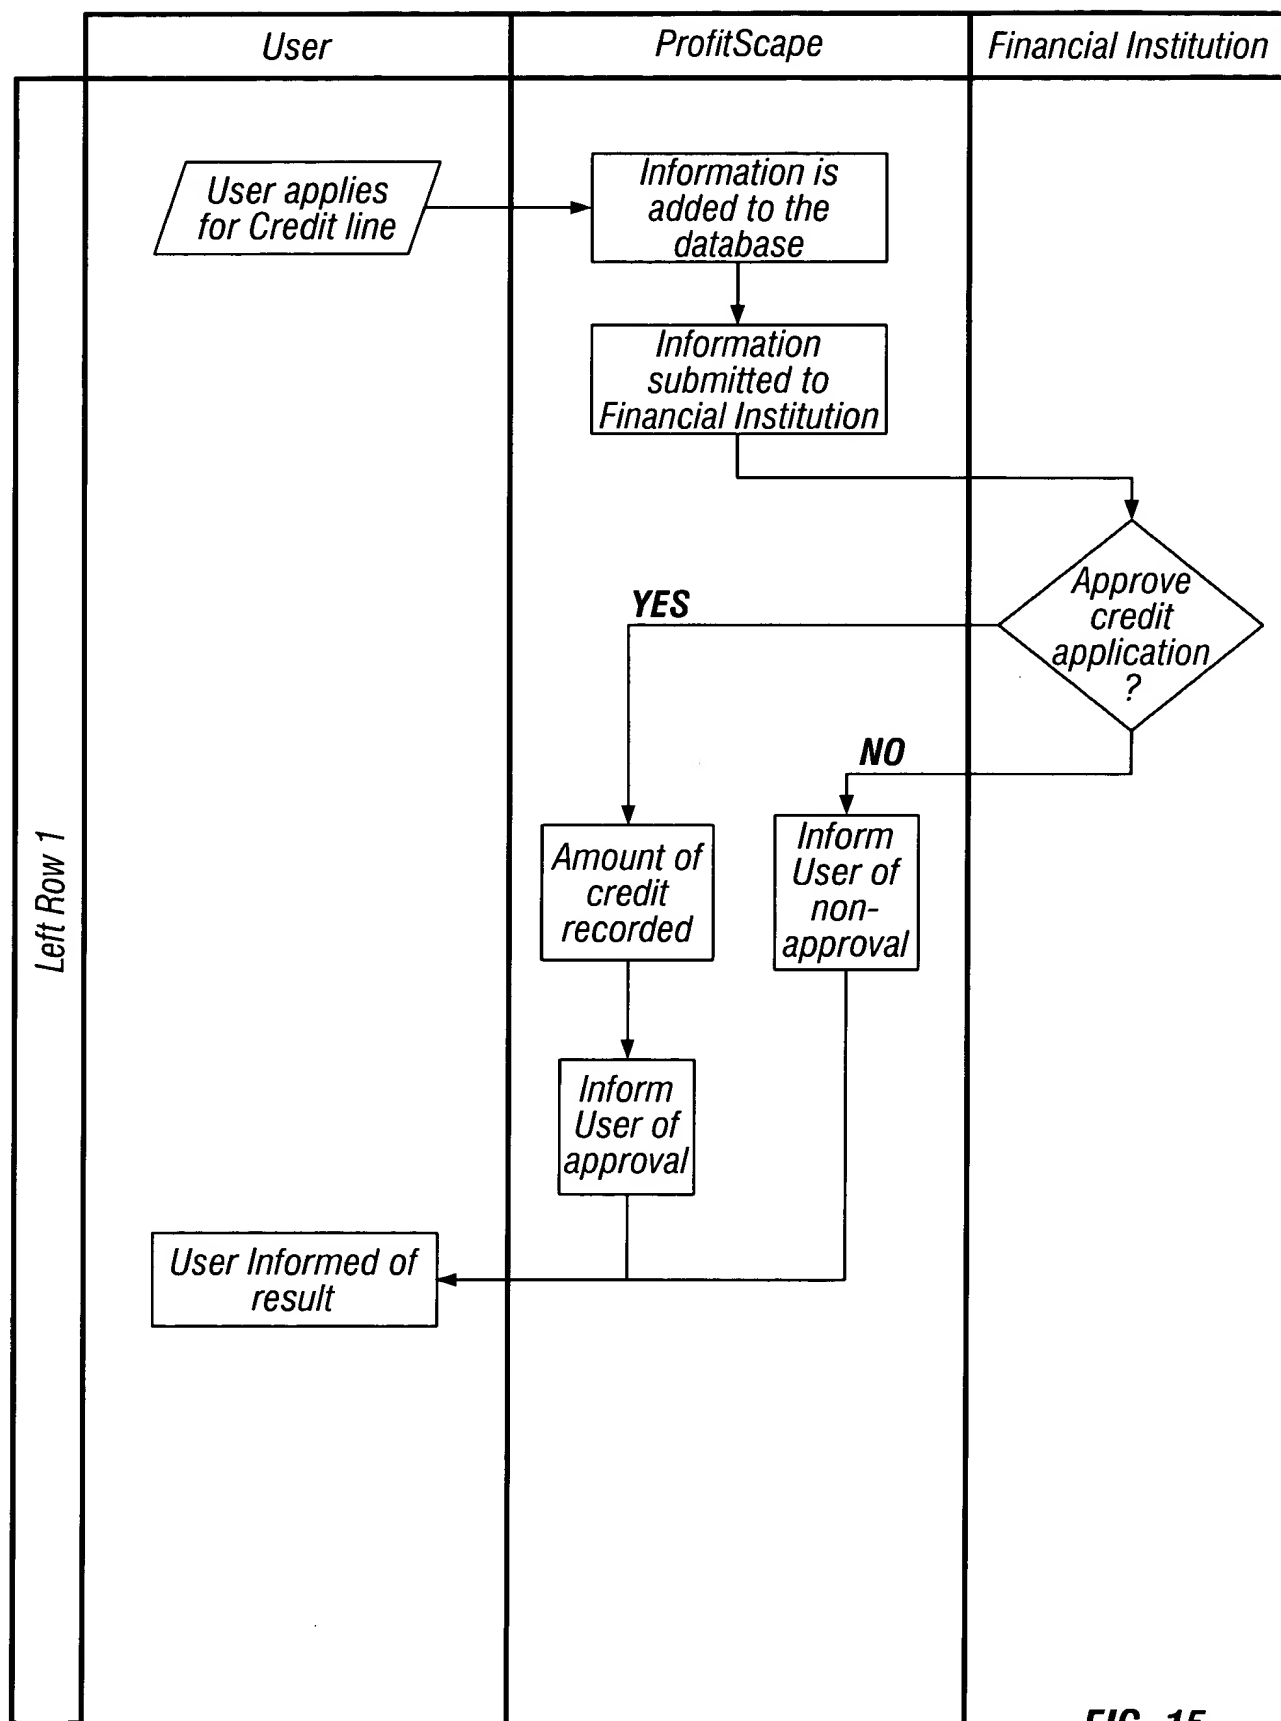 User
ProfitScape
Financial Institution
User applies
for Credit line
Information is
added to the
database
Information
submitted to
Financial Institution
Approve
credit
application
?
YES
NO
Amount of
credit
recorded
Inform
User of
non-
approval
Left Row 1
Inform
User of
approval
User Informed of
result
FIG. 15